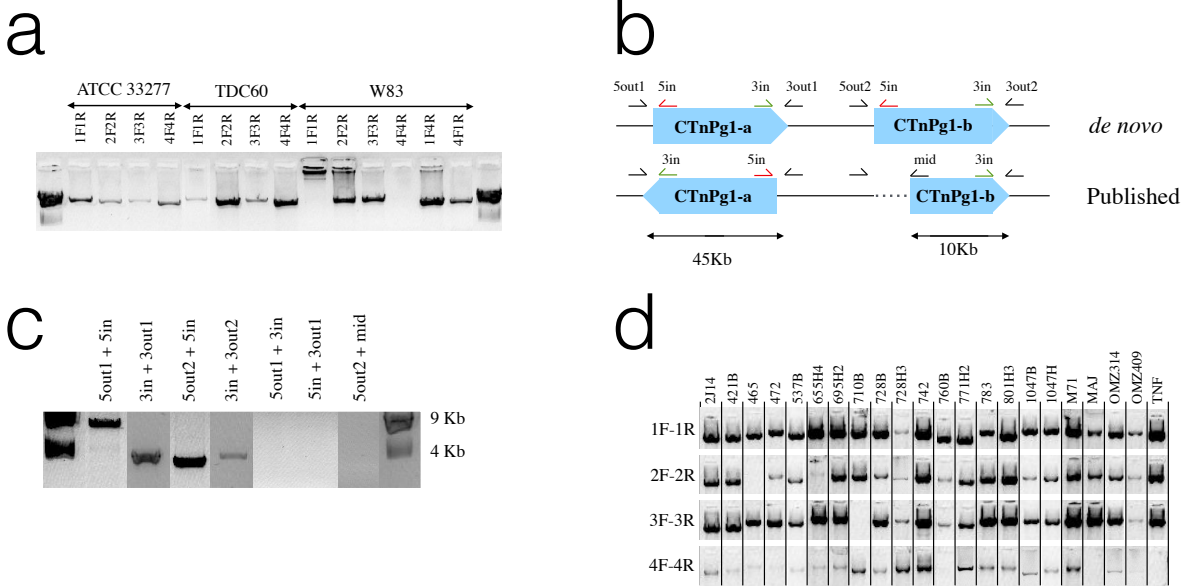 a
ATCC 33277
TDC60
W83
1F1R
2F2R
3F3R
4F4R
1F1R
2F2R
3F3R
4F4R
1F1R
2F2R
3F3R
4F4R
1F4R
4F1R
b
5out1
5in
3in
3out1
5out2
5in
3in
3out2
CTnPg1-a
CTnPg1-b
de novo
3in
5in
mid
3in
CTnPg1-a
CTnPg1-b
Published
45Kb
10Kb
c
5out1 + 5in
3in + 3out1
5out2 + 5in
3in + 3out2
5out1 + 3in
5in + 3out1
5out2 + mid
9 Kb
4 Kb
d
2J14
421B
465
472
537B
655H4
695H2
710B
728B
728H3
742
760B
771H2
783
801H3
1047B
1047H
M71
MAJ
OMZ314
OMZ409
TNF
1F-1R
2F-2R
3F-3R
4F-4R